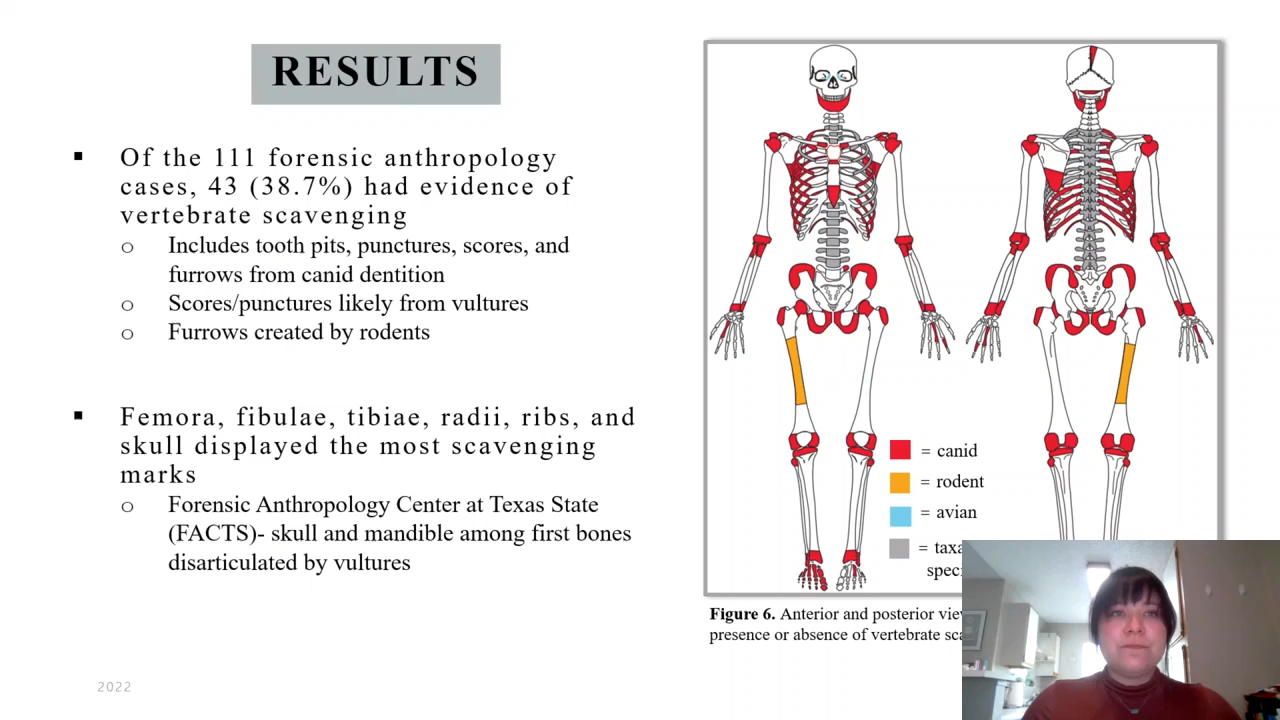 RESULTS
▪ Of the 111 forensic anthropology
cases, 43 (38.7%) had evidence of
vertebrate scavenging
o Includes tooth pits, punctures, scores, and
furrows from canid dentition
o Scores/punctures likely from vultures
o Furrows created by rodents
▪ Femora, fibulae, tibiae, radii, ribs, and
skull displayed the most scavenging
marks
o Forensic Anthropology Center at Texas State
(FACTS)- skull and mandible among first bones
disarticulated by vultures
= canid
= rodent
= avian
Figure 6. Anterior and posterior
presence or absence of vertebrate
2022